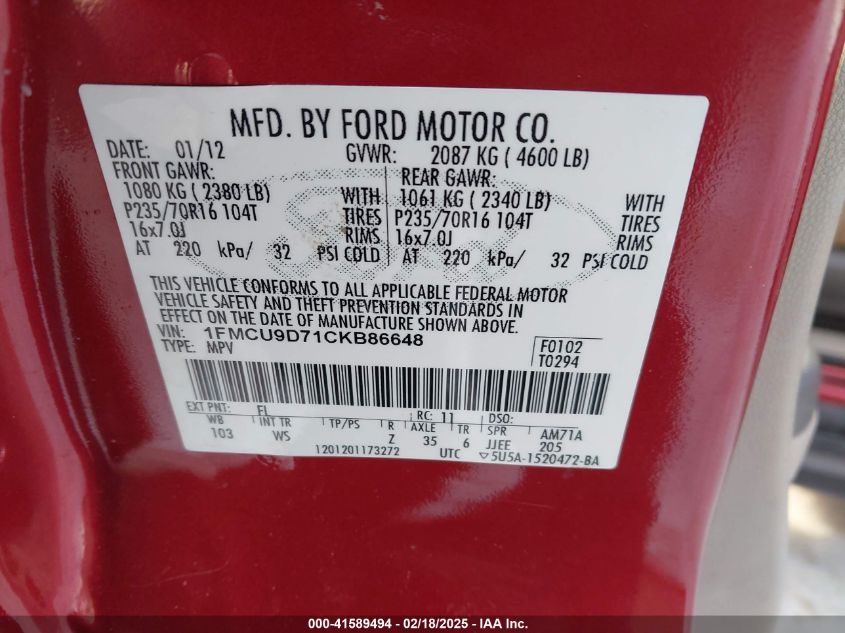 MFD. BY FORD MOTOR CO.
DATE: 01/12 GVWR: 2087 KG ( 4600 LB)
FRONT GAWR: REAR GAWR:
1080 KG ( 2380 LB) WITH 1061 KG ( 2340 LB) WITH
P235/70R16 104T TIRES P235/70R16 104T TIRES
16x7.0J RIMS 16x7.0J RIMS
AT 220 kPa/ 32 PSI COLD AT 220 kPa/ 32 PSI COLD
THIS VEHICLE CONFORMS TO ALL APPLICABLE FEDERAL MOTOR
VEHICLE SAFETY AND THEFT PREVENTION STANDARDS IN
EFFECT ON THE DATE OF MANUFACTURE SHOWN ABOVE.
VIN: 1FMCU9D71CKB86648 F0102
TYPE: MPV T0294
EXT PNT: FL RC: 11 DSO:
WB INT TR TP/PS R AXLE TR SPR AM71A
103 WS Z 35 6 JJEE 205
1201201173272 UTC ▽5U5A-1520472-BA
000-41589494 - 02/18/2025 - IAA Inc.